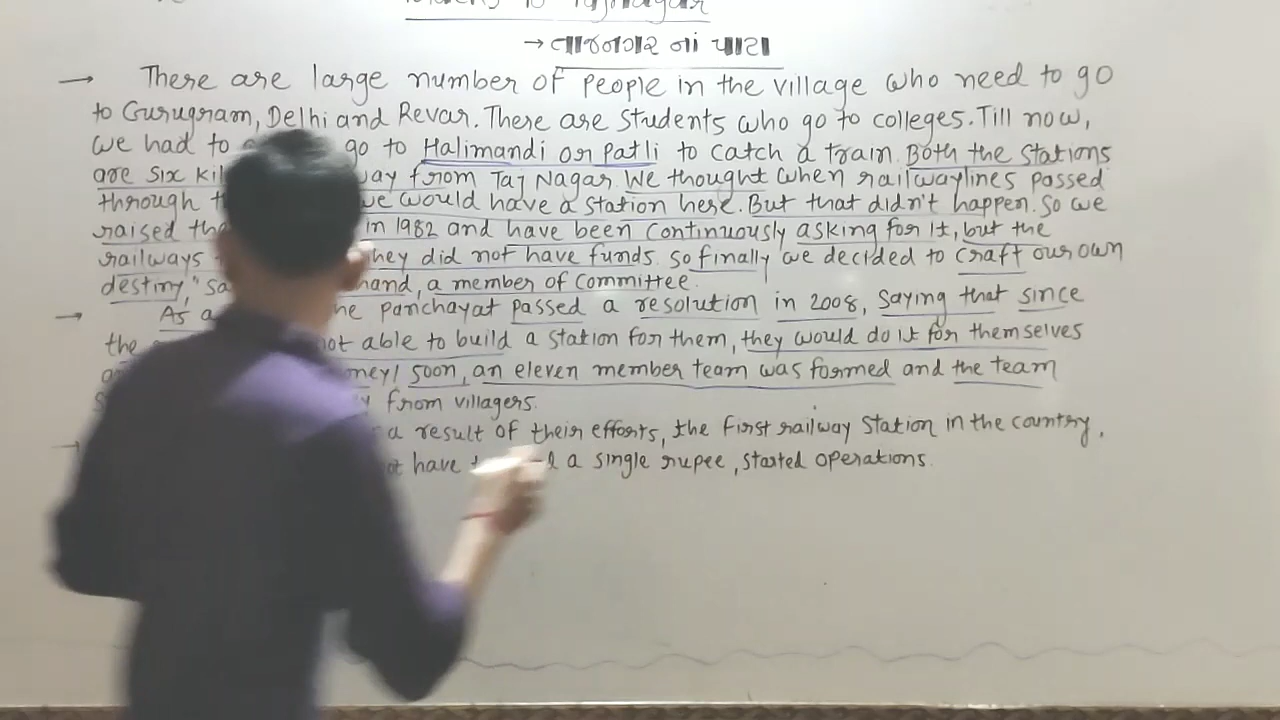 to
→ તાજનગર નાં પાટા
→ There are large number of people in the village who need to go
to Gurugram, Delhi and Revar. There are students who go to colleges. Till now,
we had to go to Halimandi or patli to catch a train. Both the stations
are six from Taj Nagar We thought when railwaylines passed
through we would have a station here. But that didn't happen. So we
raised in 1982 and have been continuously asking for it, but the
railways they did not have funds. so finally we decided to craft our own
destiny," a member of committee.
→ As a panchayat passed a resolution in 2008, saying that since
the not able to build a station for them, they would do it for themselves
soon, an eleven member team was formed and the team
from villagers.
→ a result of their efforts, the first railway station in the country,
have a single rupee, started operations.